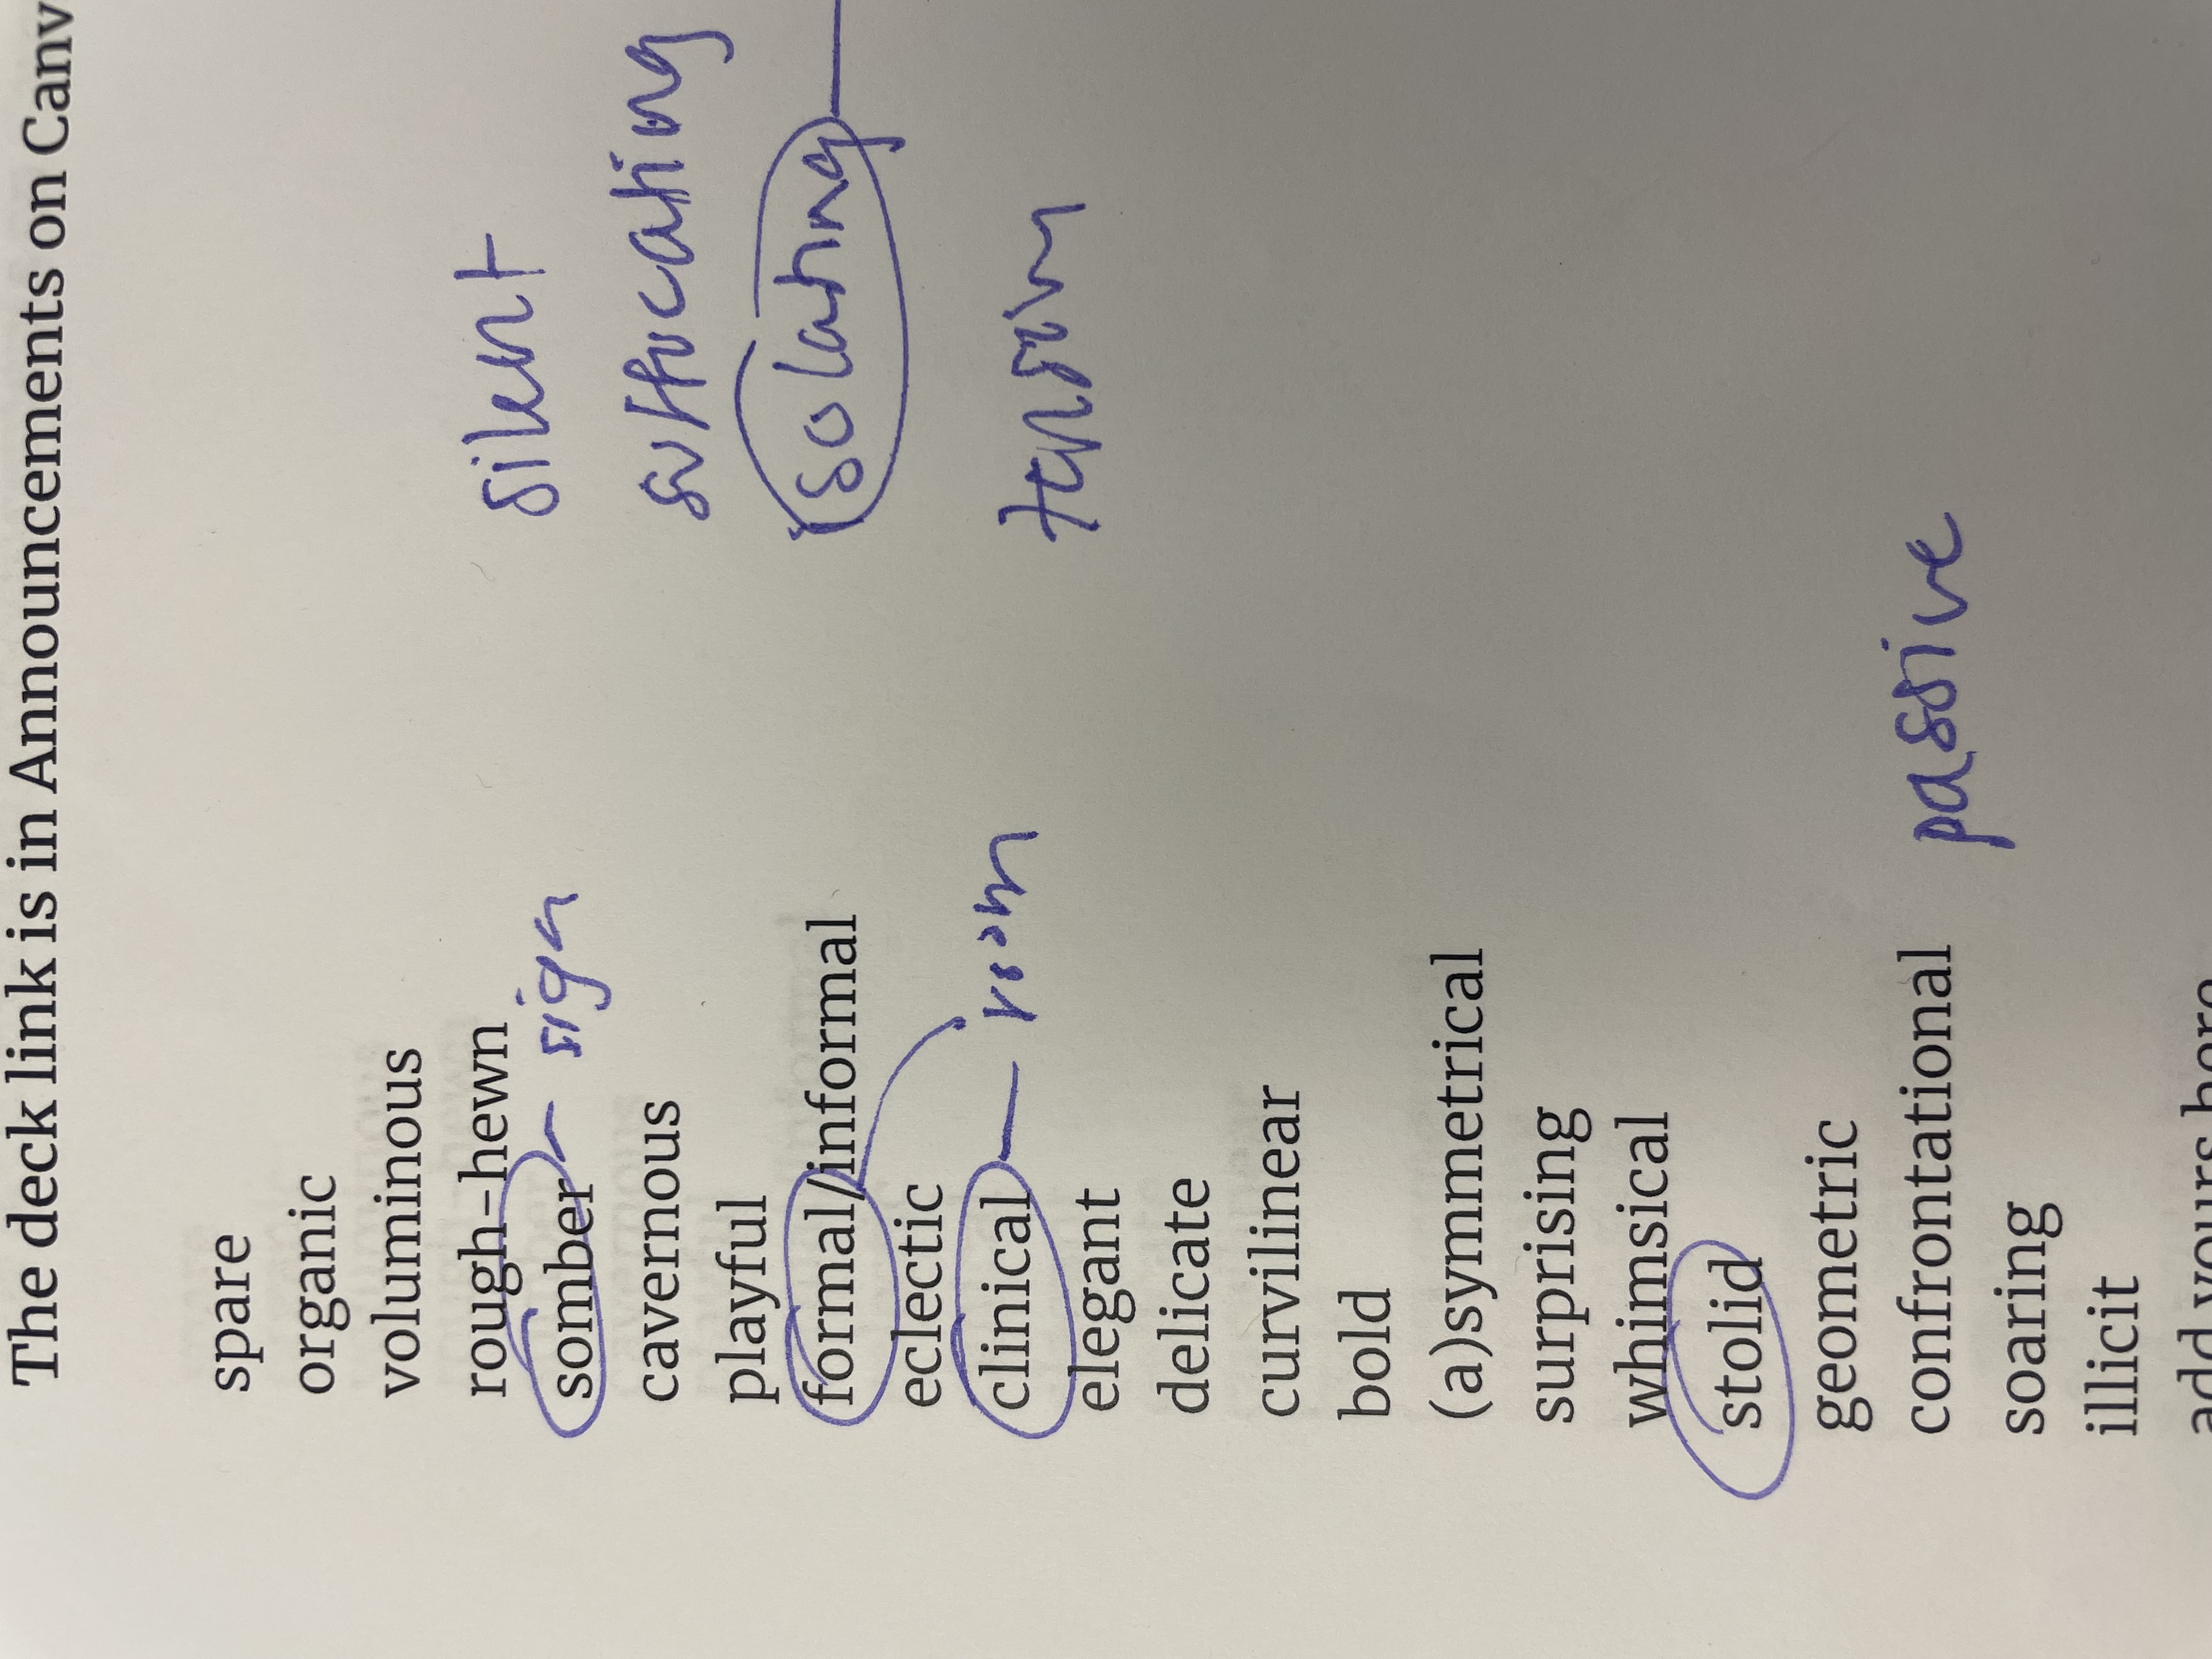 The deck link is in Announcements on Canv
spare
organic
voluminous
rough-hewn
silent
somber – sign
cavernous
suffocating
playful
formal/informal
isolating
eclectic
clinical – room
tension
elegant
delicate
curvilinear
bold
(a)symmetrical
surprising
whimsical
stolid
geometric
confrontational passive
soaring
illicit
add yours here